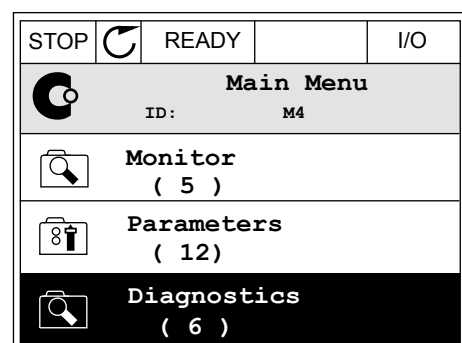 STOP READY I/O
Main Menu
ID: M4
Monitor
( 5 )
Parameters
( 12)
Diagnostics
( 6 )